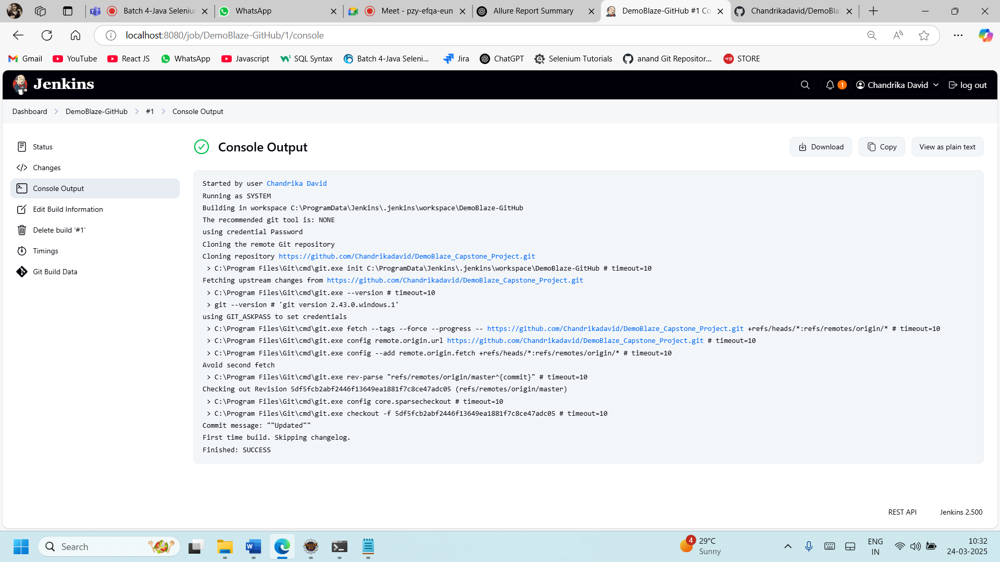 Batch 4-Java Seleniu
WhatsApp
Meet - pzy-efqa-eun
Allure Report Summary
DemoBlaze-GitHub #1 Co
Chandrikadavid/DemoBla
localhost:8080/job/DemoBlaze-GitHub/1/console
Gmail
YouTube
React JS
WhatsApp
Javascript
SQL Syntax
Batch 4-Java Seleni...
Jira
ChatGPT
Selenium Tutorials
anand Git Repositor...
STORE
Jenkins
1
Chandrika David
log out
Dashboard
DemoBlaze-GitHub
#1
Console Output
Status
Changes
Console Output
Edit Build Information
Delete build ‘#1’
Timings
Git Build Data
Console Output
Download
Copy
View as plain text
Started by user Chandrika David
Running as SYSTEM
Building in workspace C:\ProgramData\Jenkins\.jenkins\workspace\DemoBlaze-GitHub
The recommended git tool is: NONE
using credential Password
Cloning the remote Git repository
Cloning repository https://github.com/Chandrikadavid/DemoBlaze_Capstone_Project.git
> C:\Program Files\Git\cmd\git.exe init C:\ProgramData\Jenkins\.jenkins\workspace\DemoBlaze-GitHub # timeout=10
Fetching upstream changes from https://github.com/Chandrikadavid/DemoBlaze_Capstone_Project.git
> C:\Program Files\Git\cmd\git.exe --version # timeout=10
> git --version # 'git version 2.43.0.windows.1'
using GIT_ASKPASS to set credentials
> C:\Program Files\Git\cmd\git.exe fetch --tags --force --progress -- https://github.com/Chandrikadavid/DemoBlaze_Capstone_Project.git +refs/heads/*:refs/remotes/origin/* # timeout=10
> C:\Program Files\Git\cmd\git.exe config remote.origin.url https://github.com/Chandrikadavid/DemoBlaze_Capstone_Project.git # timeout=10
> C:\Program Files\Git\cmd\git.exe config --add remote.origin.fetch +refs/heads/*:refs/remotes/origin/* # timeout=10
Avoid second fetch
> C:\Program Files\Git\cmd\git.exe rev-parse "refs/remotes/origin/master^{commit}" # timeout=10
Checking out Revision 5df5fcb2abf2446f13649ea1881f7c8ce47adc05 (refs/remotes/origin/master)
> C:\Program Files\Git\cmd\git.exe config core.sparsecheckout # timeout=10
> C:\Program Files\Git\cmd\git.exe checkout -f 5df5fcb2abf2446f13649ea1881f7c8ce47adc05 # timeout=10
Commit message: ""Updated""
First time build. Skipping changelog.
Finished: SUCCESS
REST API
Jenkins 2.500
Search
4
29°C
Sunny
ENG
IN
10:32
24-03-2025